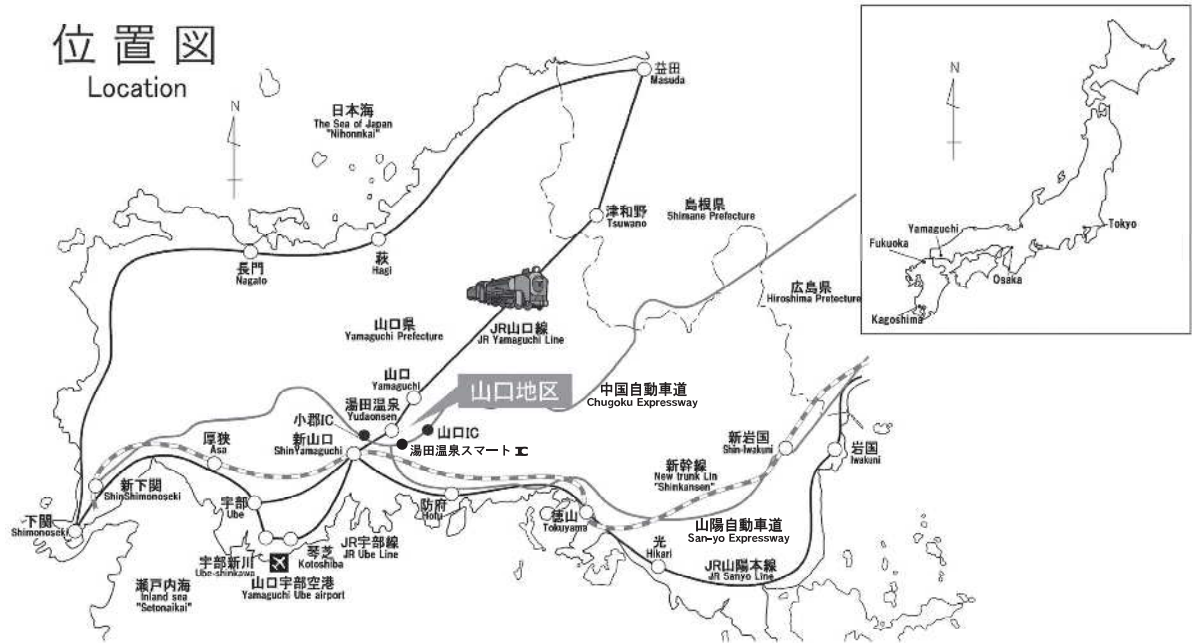 位置図
Location
N
日本海
The Sea of Japan
"Nihonnkai"
益田
Masuda
津和野
Tsuwano
島根県
Shimane Prefecture
長門
Nagato
萩
Hagi
広島県
Hiroshima Pretecture
山口県
Yamaguchi Prefecture
JR山口線
JR Yamaguchi Line
山口
Yamaguchi
山口地区
中国自動車道
Chugoku Expressway
湯田温泉
Yudaonsen
小郡IC
山口IC
湯田温泉スマートIC
新山口
ShinYamaguchi
厚狭
Asa
新下関
ShinShimonoseki
下関
Shimonoseki
宇部
Ube
宇部新川
Ube-shinkawa
琴芝
Kotoshiba
JR宇部線
JR Ube Line
山口宇部空港
Yamaguchi Ube airport
瀬戸内海
Inland sea
"Setonaikai"
防府
Hofu
徳山
Tokuyama
新幹線
New trunk Lin
"Shinkansen"
新岩国
Shin-Iwakuni
岩国
Iwakuni
山陽自動車道
San-yo Expressway
光
Hikari
JR山陽本線
JR Sanyo Line
N
Tokyo
Yamaguchi
Fukuoka
Osaka
Kagoshima